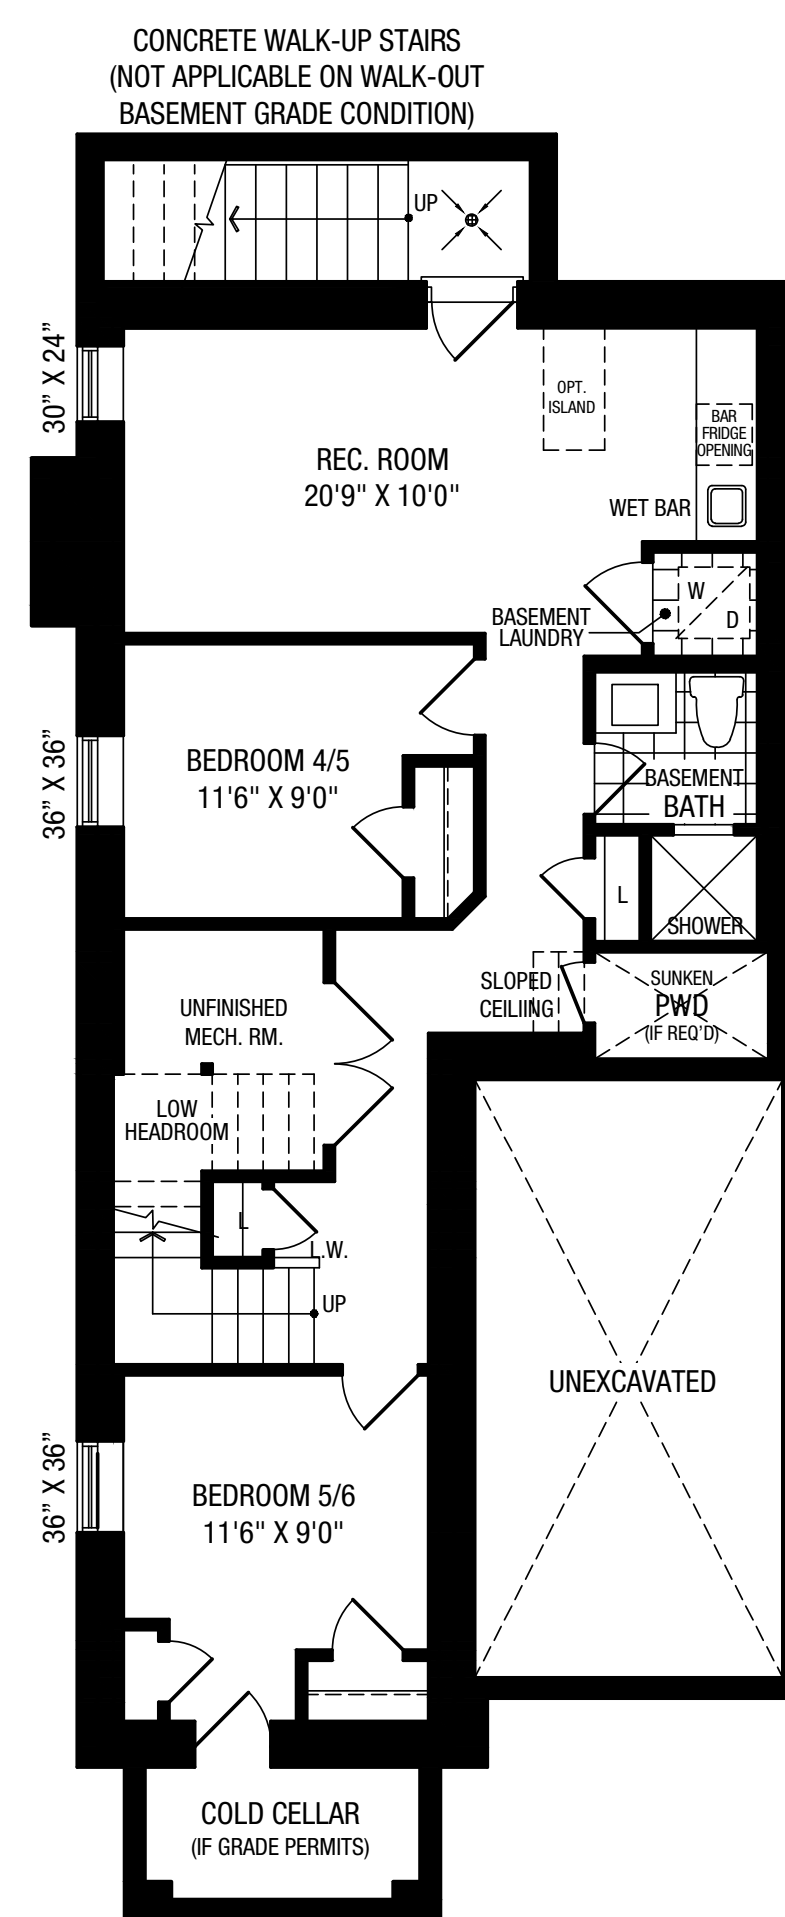 CONCRETE WALK-UP STAIRS
(NOT APPLICABLE ON WALK-OUT
BASEMENT GRADE CONDITION)
UP
30” X 24”
OPT.
ISLAND
BAR
FRIDGE
OPENING
REC. ROOM
20'9" X 10'0"
WET BAR
W
D
BASEMENT
LAUNDRY
36” X 36”
BEDROOM 4/5
11'6" X 9'0"
BASEMENT
BATH
L
SHOWER
SLOPED
CEILIING
SUNKEN
PWD
(IF REQ’D)
UNFINISHED
MECH. RM.
LOW
HEADROOM
L
L.W.
UP
UNEXCAVATED
36” X 36”
BEDROOM 5/6
11'6" X 9'0"
COLD CELLAR
(IF GRADE PERMITS)